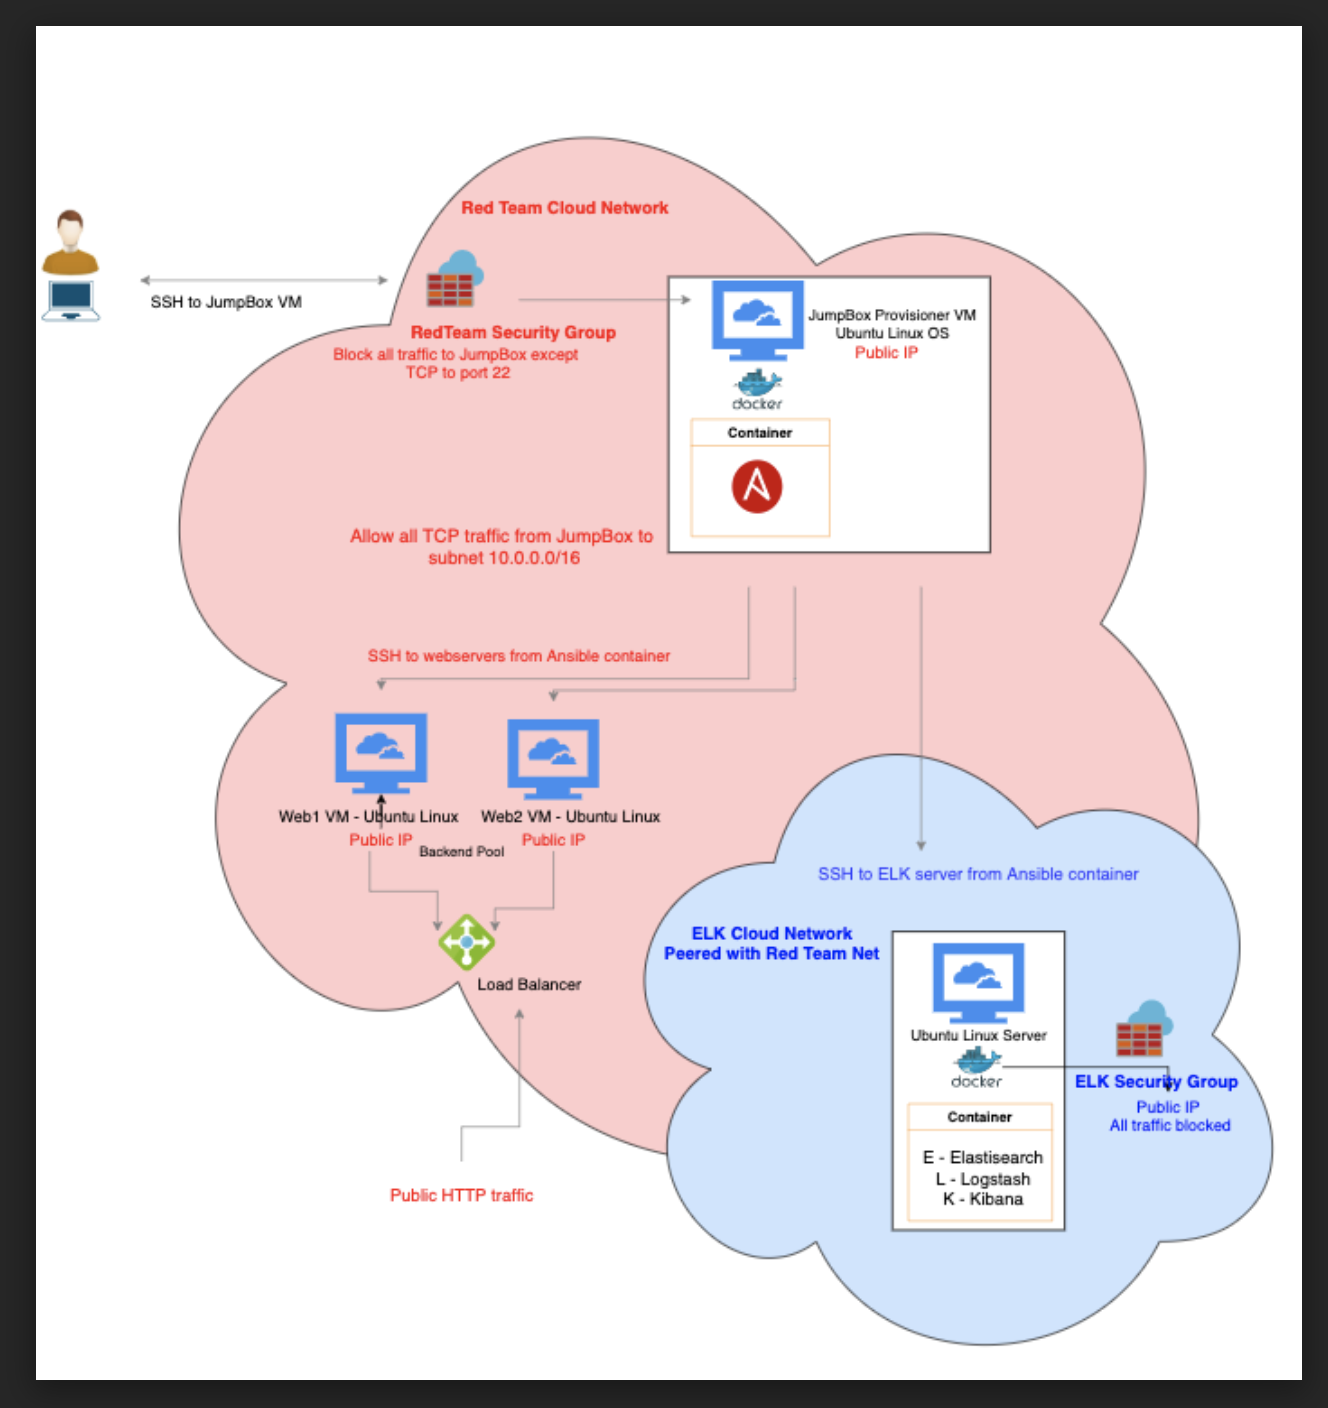 Red Team Cloud Network
SSH to JumpBox VM
RedTeam Security Group
Block all traffic to JumpBox except
TCP to port 22
JumpBox Provisioner VM
Ubuntu Linux OS
Public IP
docker
Container
Allow all TCP traffic from JumpBox to
subnet 10.0.0.0/16
SSH to webservers from Ansible container
Web1 VM - Ubuntu Linux
Public IP
Web2 VM - Ubuntu Linux
Public IP
Backend Pool
Load Balancer
Public HTTP traffic
SSH to ELK server from Ansible container
ELK Cloud Network
Peered with Red Team Net
Ubuntu Linux Server
docker
Container
E - Elastisearch
L - Logstash
K - Kibana
ELK Security Group
Public IP
All traffic blocked